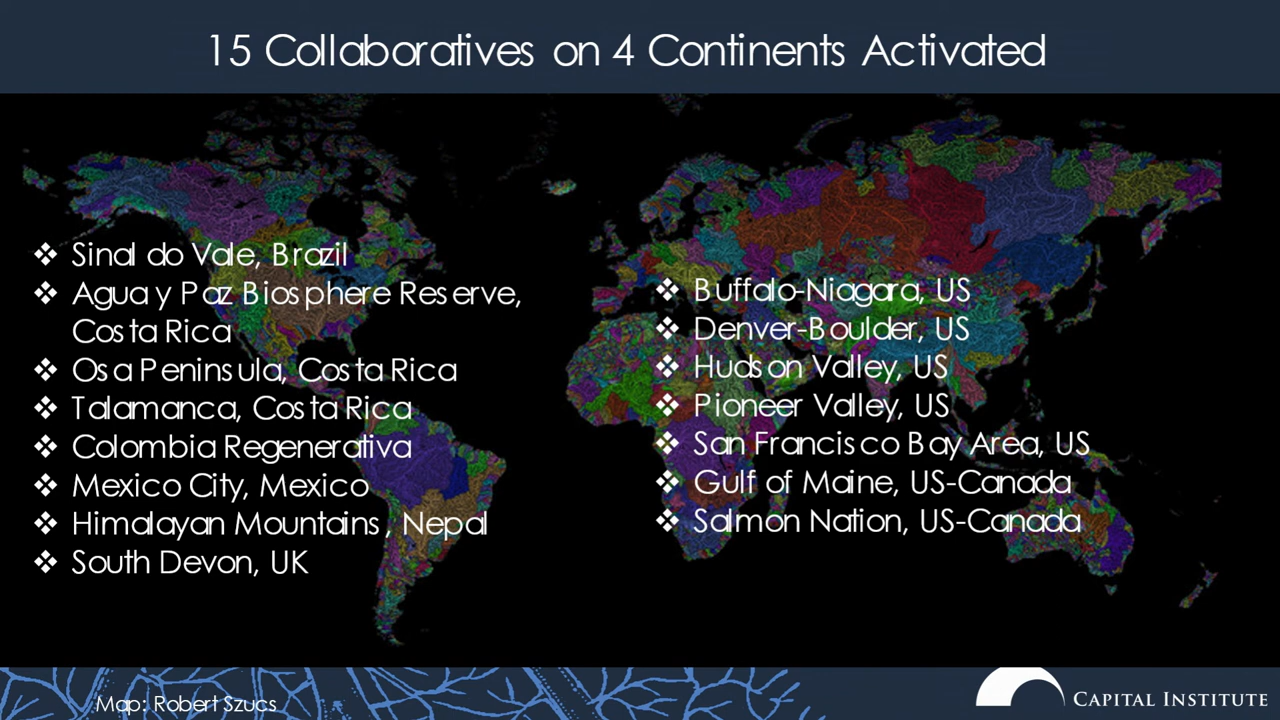 15 Collaboratives on 4 Continents Activated
❖ Sinal do Vale, Brazil
❖ Agua y Paz Biosphere Reserve,
Costa Rica
❖ Osa Peninsula, Costa Rica
❖ Talamanca, Costa Rica
❖ Colombia Regenerativa
❖ Mexico City, Mexico
❖ Himalayan Mountains, Nepal
❖ South Devon, UK
❖ Buffalo-Niagara, US
❖ Denver-Boulder, US
❖ Hudson Valley, US
❖ Pioneer Valley, US
❖ San Francisco Bay Area, US
❖ Gulf of Maine, US-Canada
❖ Salmon Nation, US-Canada
Map: Robert Szucs
CAPITAL INSTITUTE